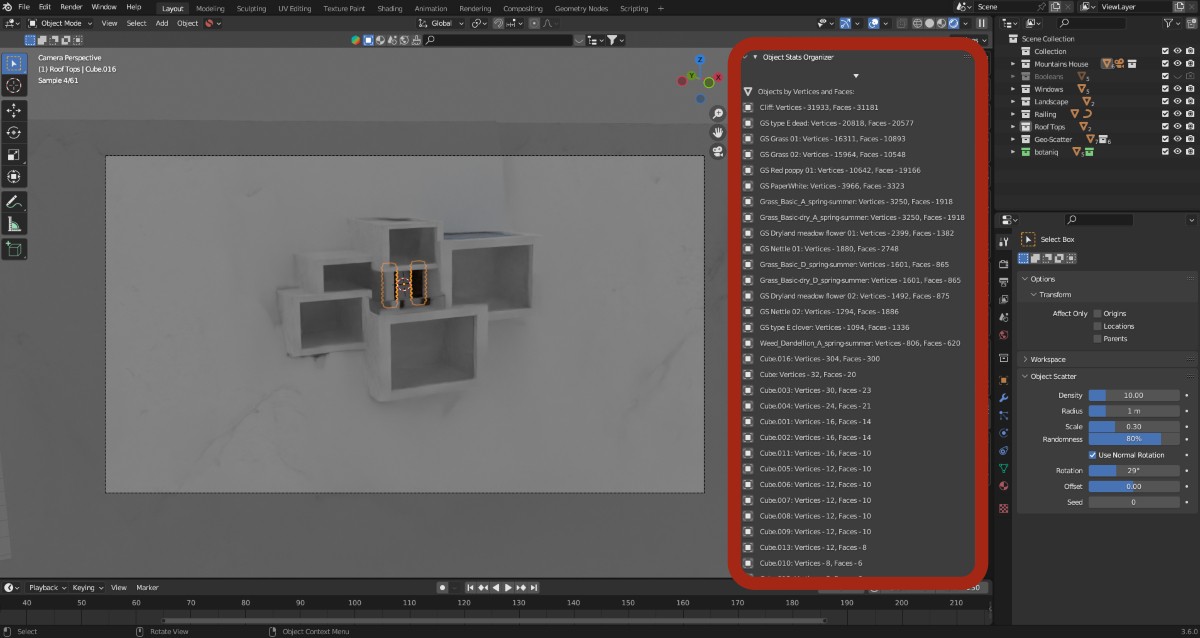 File Edit Render Window Help Layout Modeling Sculpting UV Editing Texture Paint Shading Animation Rendering Compositing Geometry Nodes Scripting + Scene ViewLayer
Object Mode View Select Add Object Global
Camera Perspective
(1) Roof Tops | Cube.016
Sample 4/61
Z
Y
X
Object Stats Organizer
Objects by Vertices and Faces:
Cliff: Vertices - 31933, Faces - 31181
GS type E dead: Vertices - 20818, Faces - 20577
GS Grass 01: Vertices - 16311, Faces - 10893
GS Grass 02: Vertices - 15964, Faces - 10548
GS Red poppy 01: Vertices - 10642, Faces - 19166
GS PaperWhite: Vertices - 3966, Faces - 3323
Grass_Basic_A_spring-summer: Vertices - 3250, Faces - 1918
Grass_Basic-dry_A_spring-summer: Vertices - 3250, Faces - 1918
GS Dryland meadow flower 01: Vertices - 2399, Faces - 1382
GS Nettle 01: Vertices - 1880, Faces - 2748
Grass_Basic_D_spring-summer: Vertices - 1601, Faces - 865
Grass_Basic-dry_D_spring-summer: Vertices - 1601, Faces - 865
GS Dryland meadow flower 02: Vertices - 1492, Faces - 875
GS Nettle 02: Vertices - 1294, Faces - 1886
GS type E clover: Vertices - 1094, Faces - 1336
Weed_Dandellion_A_spring-summer: Vertices - 806, Faces - 620
Cube.016: Vertices - 304, Faces - 300
Cube: Vertices - 32, Faces - 20
Cube.003: Vertices - 30, Faces - 23
Cube.004: Vertices - 24, Faces - 21
Cube.001: Vertices - 16, Faces - 14
Cube.002: Vertices - 16, Faces - 14
Cube.011: Vertices - 16, Faces - 10
Cube.005: Vertices - 12, Faces - 10
Cube.006: Vertices - 12, Faces - 10
Cube.007: Vertices - 12, Faces - 10
Cube.008: Vertices - 12, Faces - 10
Cube.009: Vertices - 12, Faces - 10
Cube.013: Vertices - 12, Faces - 8
Cube.010: Vertices - 8, Faces - 6
Scene Collection
Collection
Mountains House
Booleans 5
Windows 5
Landscape 2
Railing
Roof Tops 2
Geo-Scatter 7 6
botaniq 5
Select Box
Options
Transform
Affect Only Origins
Locations
Parents
Workspace
Object Scatter
Density 10.00
Radius 1 m
Scale 0.30
Randomness 80%
Use Normal Rotation
Rotation 29°
Offset 0.00
Seed 0
Playback Keying View Marker
40 50 60 70 80 90 100 110 120 130 140 150 160 170 180 190 200 210
Select Rotate View Object Context Menu 3.6.0